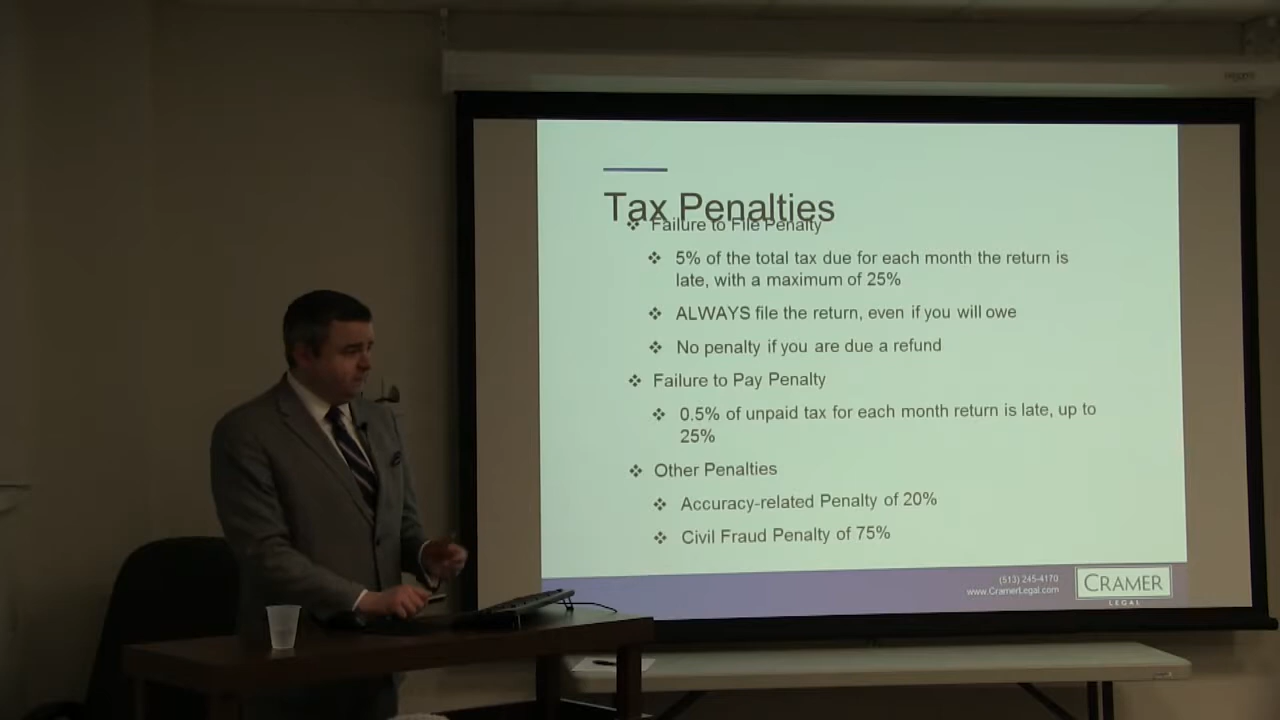 Tax Penalties
❖ Failure to File Penalty
❖ 5% of the total tax due for each month the return is
late, with a maximum of 25%
❖ ALWAYS file the return, even if you will owe
❖ No penalty if you are due a refund
❖ Failure to Pay Penalty
❖ 0.5% of unpaid tax for each month return is late, up to
25%
❖ Other Penalties
❖ Accuracy-related Penalty of 20%
❖ Civil Fraud Penalty of 75%
(513) 245-4170
www.CramerLegal.com
CRAMER
LEGAL